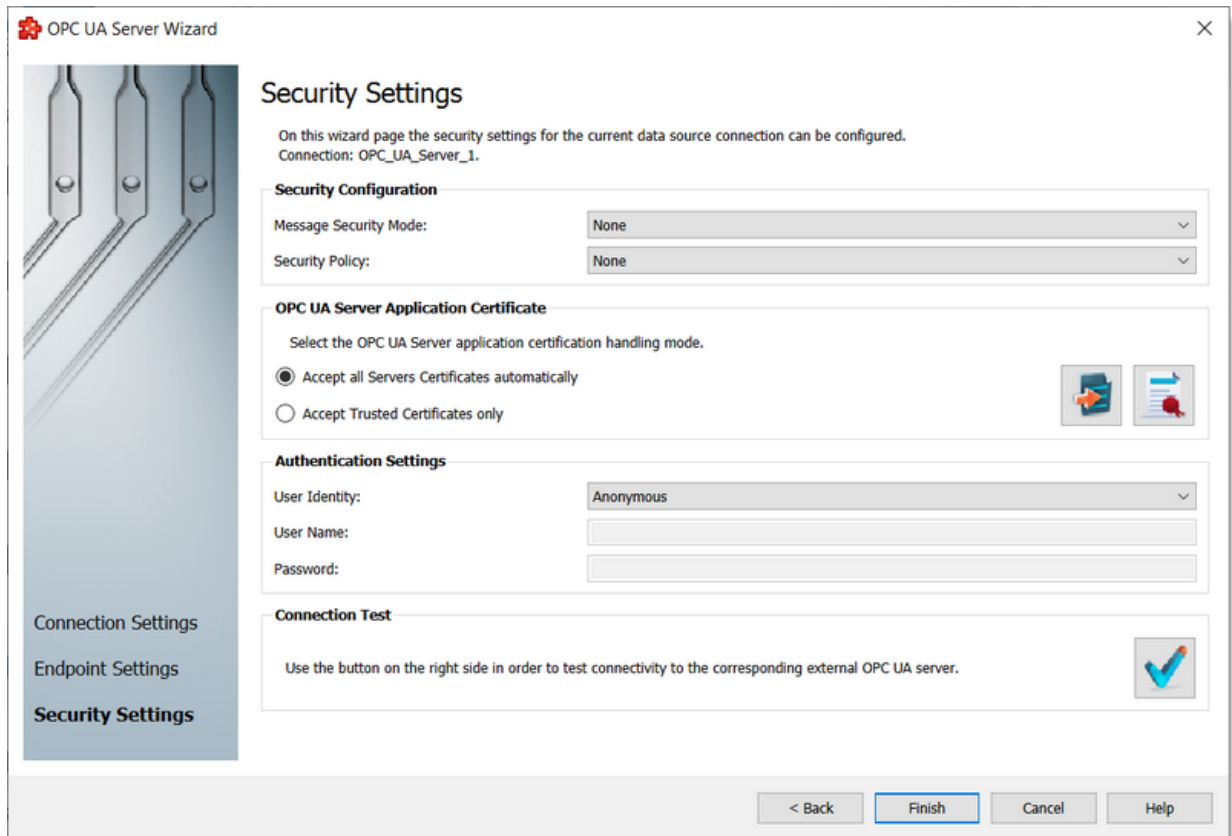 OPC UA Server Wizard
Security Settings
On this wizard page the security settings for the current data source connection can be configured.
Connection: OPC_UA_Server_1.
Security Configuration
Message Security Mode:
None
Security Policy:
None
OPC UA Server Application Certificate
Select the OPC UA Server application certification handling mode.
Accept all Servers Certificates automatically
Accept Trusted Certificates only
Authentication Settings
User Identity:
Anonymous
User Name:
Password:
Connection Test
Use the button on the right side in order to test connectivity to the corresponding external OPC UA server.
Connection Settings
Endpoint Settings
Security Settings
< Back
Finish
Cancel
Help